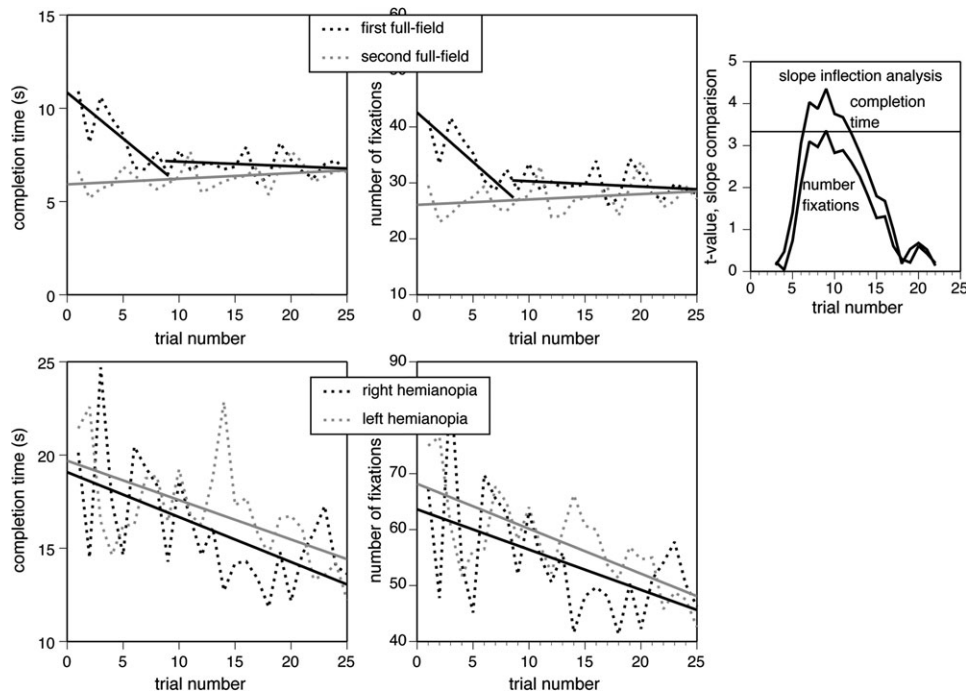 15
10
5
0
completion time (s)
0 5 10 15 20 25
trial number
first full-field
second full-field
60
40
30
20
10
number of fixations
0 5 10 15 20 25
trial number
5
4
3
2
1
0
t-value, slope comparison
slope inflection analysis
completion
time
number
fixations
0 5 10 15 20 25
trial number
25
20
15
10
completion time (s)
0 5 10 15 20 25
trial number
right hemianopia
left hemianopia
90
70
60
50
40
number of fixations
0 5 10 15 20 25
trial number